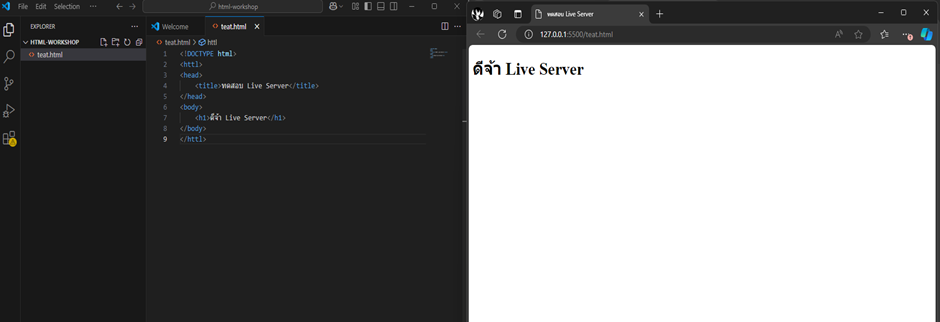 File Edit Selection ··· html-workshop
EXPLORER ···
HTML-WORKSHOP
teat.html
Welcome teat.html
teat.html > httl
1 <!DOCTYPE html>
2 <httl>
3 <head>
4 <title>ทดสอบ Live Server</title>
5 </head>
6 <body>
7 <h1>ดีจ้า Live Server</h1>
8 </body>
9 </httl>
ทดสอบ Live Server
127.0.0.1:5500/teat.html
ดีจ้า Live Server